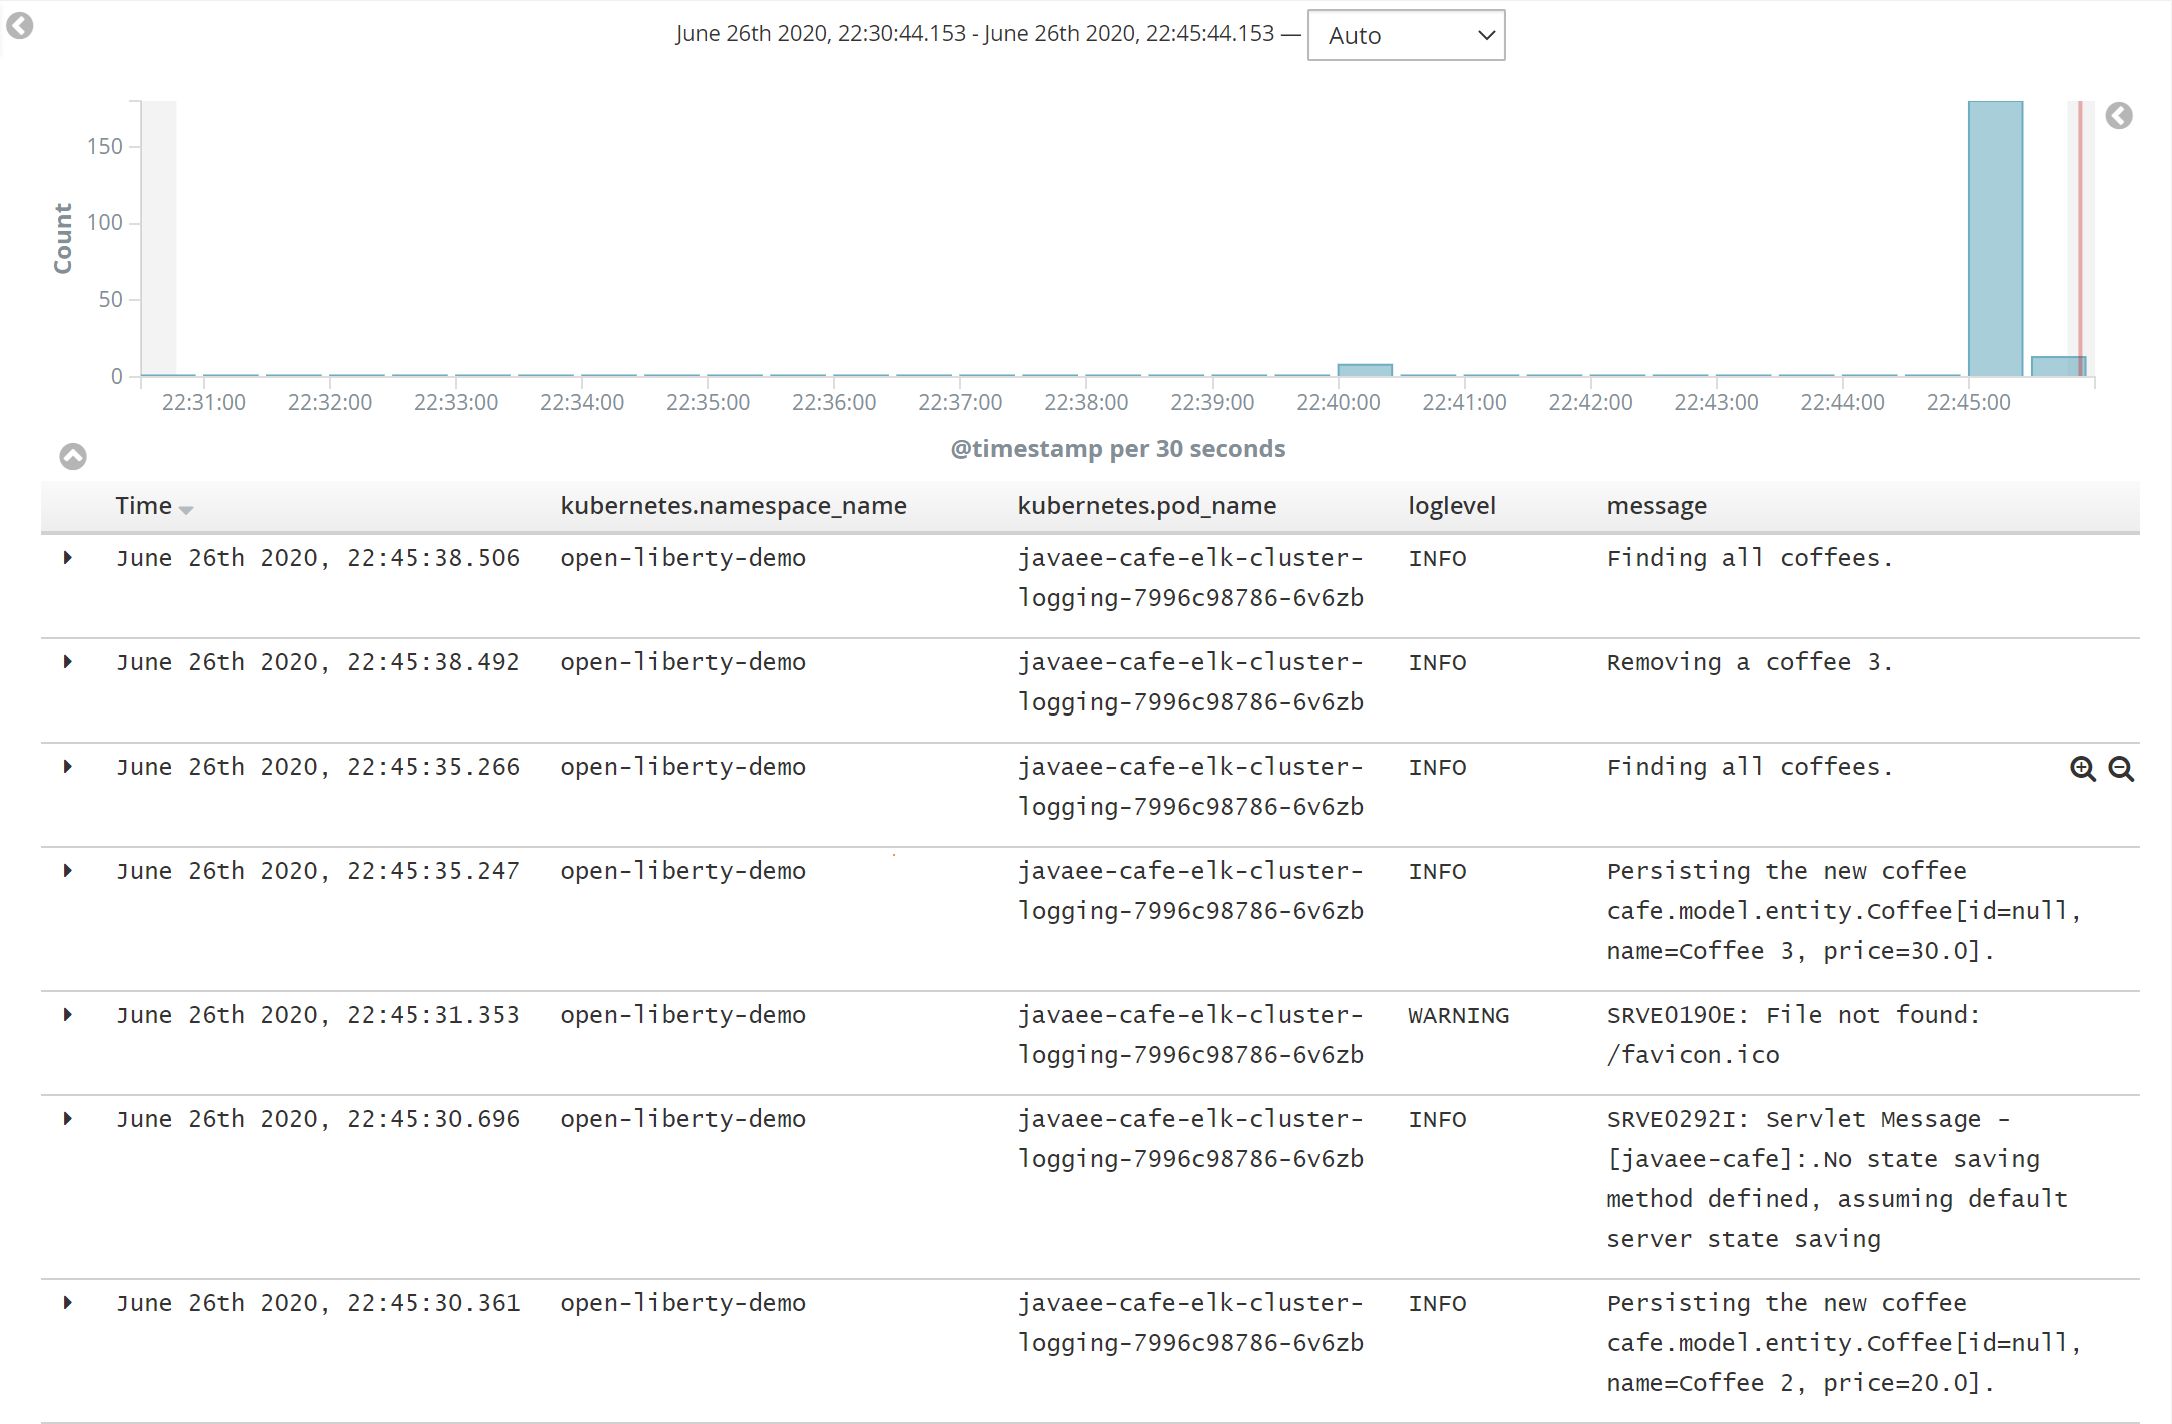 June 26th 2020, 22:30:44.153 - June 26th 2020, 22:45:44.153 — Auto
150
100
50
0
Count
22:31:00 22:32:00 22:33:00 22:34:00 22:35:00 22:36:00 22:37:00 22:38:00 22:39:00 22:40:00 22:41:00 22:42:00 22:43:00 22:44:00 22:45:00
@timestamp per 30 seconds
Time kubernetes.namespace_name kubernetes.pod_name loglevel message
June 26th 2020, 22:45:38.506 open-liberty-demo javaee-cafe-elk-cluster- INFO Finding all coffees.
logging-7996c98786-6v6zb
June 26th 2020, 22:45:38.492 open-liberty-demo javaee-cafe-elk-cluster- INFO Removing a coffee 3.
logging-7996c98786-6v6zb
June 26th 2020, 22:45:35.266 open-liberty-demo javaee-cafe-elk-cluster- INFO Finding all coffees.
logging-7996c98786-6v6zb
June 26th 2020, 22:45:35.247 open-liberty-demo javaee-cafe-elk-cluster- INFO Persisting the new coffee
logging-7996c98786-6v6zb cafe.model.entity.Coffee[id=null,
name=Coffee 3, price=30.0].
June 26th 2020, 22:45:31.353 open-liberty-demo javaee-cafe-elk-cluster- WARNING SRVE0190E: File not found:
logging-7996c98786-6v6zb /favicon.ico
June 26th 2020, 22:45:30.696 open-liberty-demo javaee-cafe-elk-cluster- INFO SRVE0292I: Servlet Message -
logging-7996c98786-6v6zb [javaee-cafe]:.No state saving
method defined, assuming default
server state saving
June 26th 2020, 22:45:30.361 open-liberty-demo javaee-cafe-elk-cluster- INFO Persisting the new coffee
logging-7996c98786-6v6zb cafe.model.entity.Coffee[id=null,
name=Coffee 2, price=20.0].